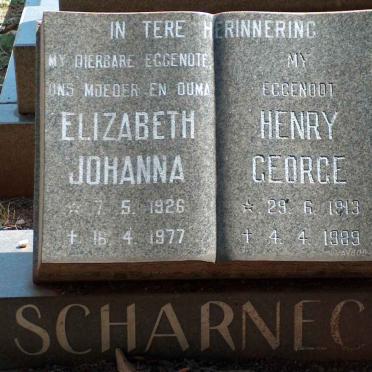 IN TERE HERINNERING
MY DIERBARE EGGENOTE
ONS MOEDER EN OUMA
ELIZABETH
JOHANNA
☆ 7. 5. 1926
✝ 16. 4. 1977
MY
EGGENOOT
HENRY
GEORGE
☆ 29. 6. 1913
✝ 4. 4. 1989
SCHARNEC